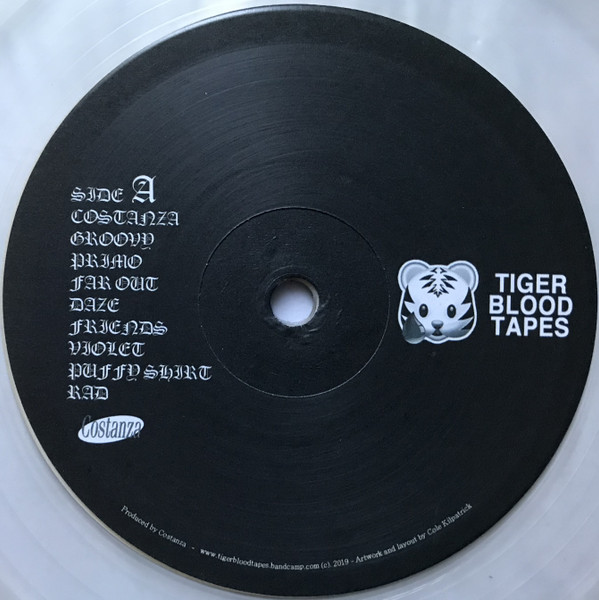 SIDE A
COSTANZA
GROOVY
PRIMO
FAR OUT
DAZE
FRIENDS
VIOLET
PUFFY SHIRT
RAD
Costanza
TIGER
BLOOD
TAPES
Produced by Costanza - www.tigerbloodtapes.bandcamp.com (c). 2019 - Artwork and layout by Cole Kilpatrick